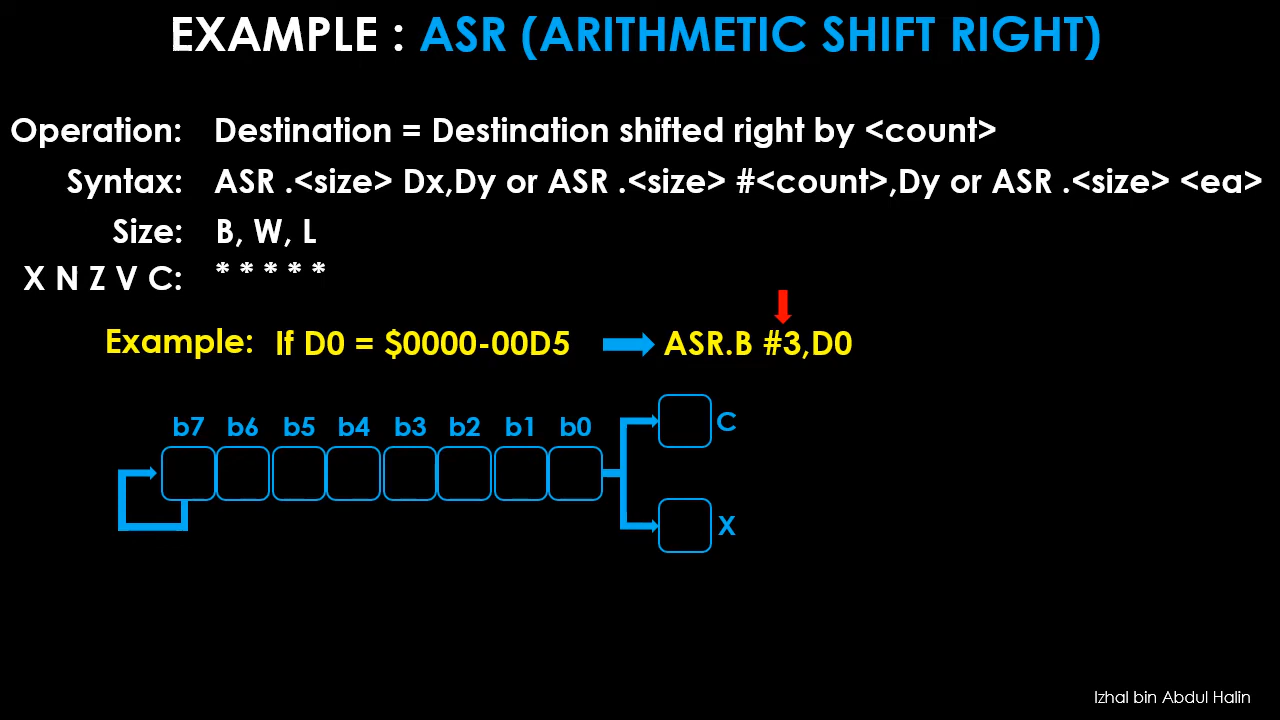 EXAMPLE : ASR (ARITHMETIC SHIFT RIGHT)
Operation: Destination = Destination shifted right by <count>
Syntax: ASR .<size> Dx,Dy or ASR .<size> #<count>,Dy or ASR .<size> <ea>
Size: B, W, L
X N Z V C: * * * * *
Example: If D0 = $0000-00D5 ASR.B #3,D0
b7 b6 b5 b4 b3 b2 b1 b0 C
X
Izhal bin Abdul Halin